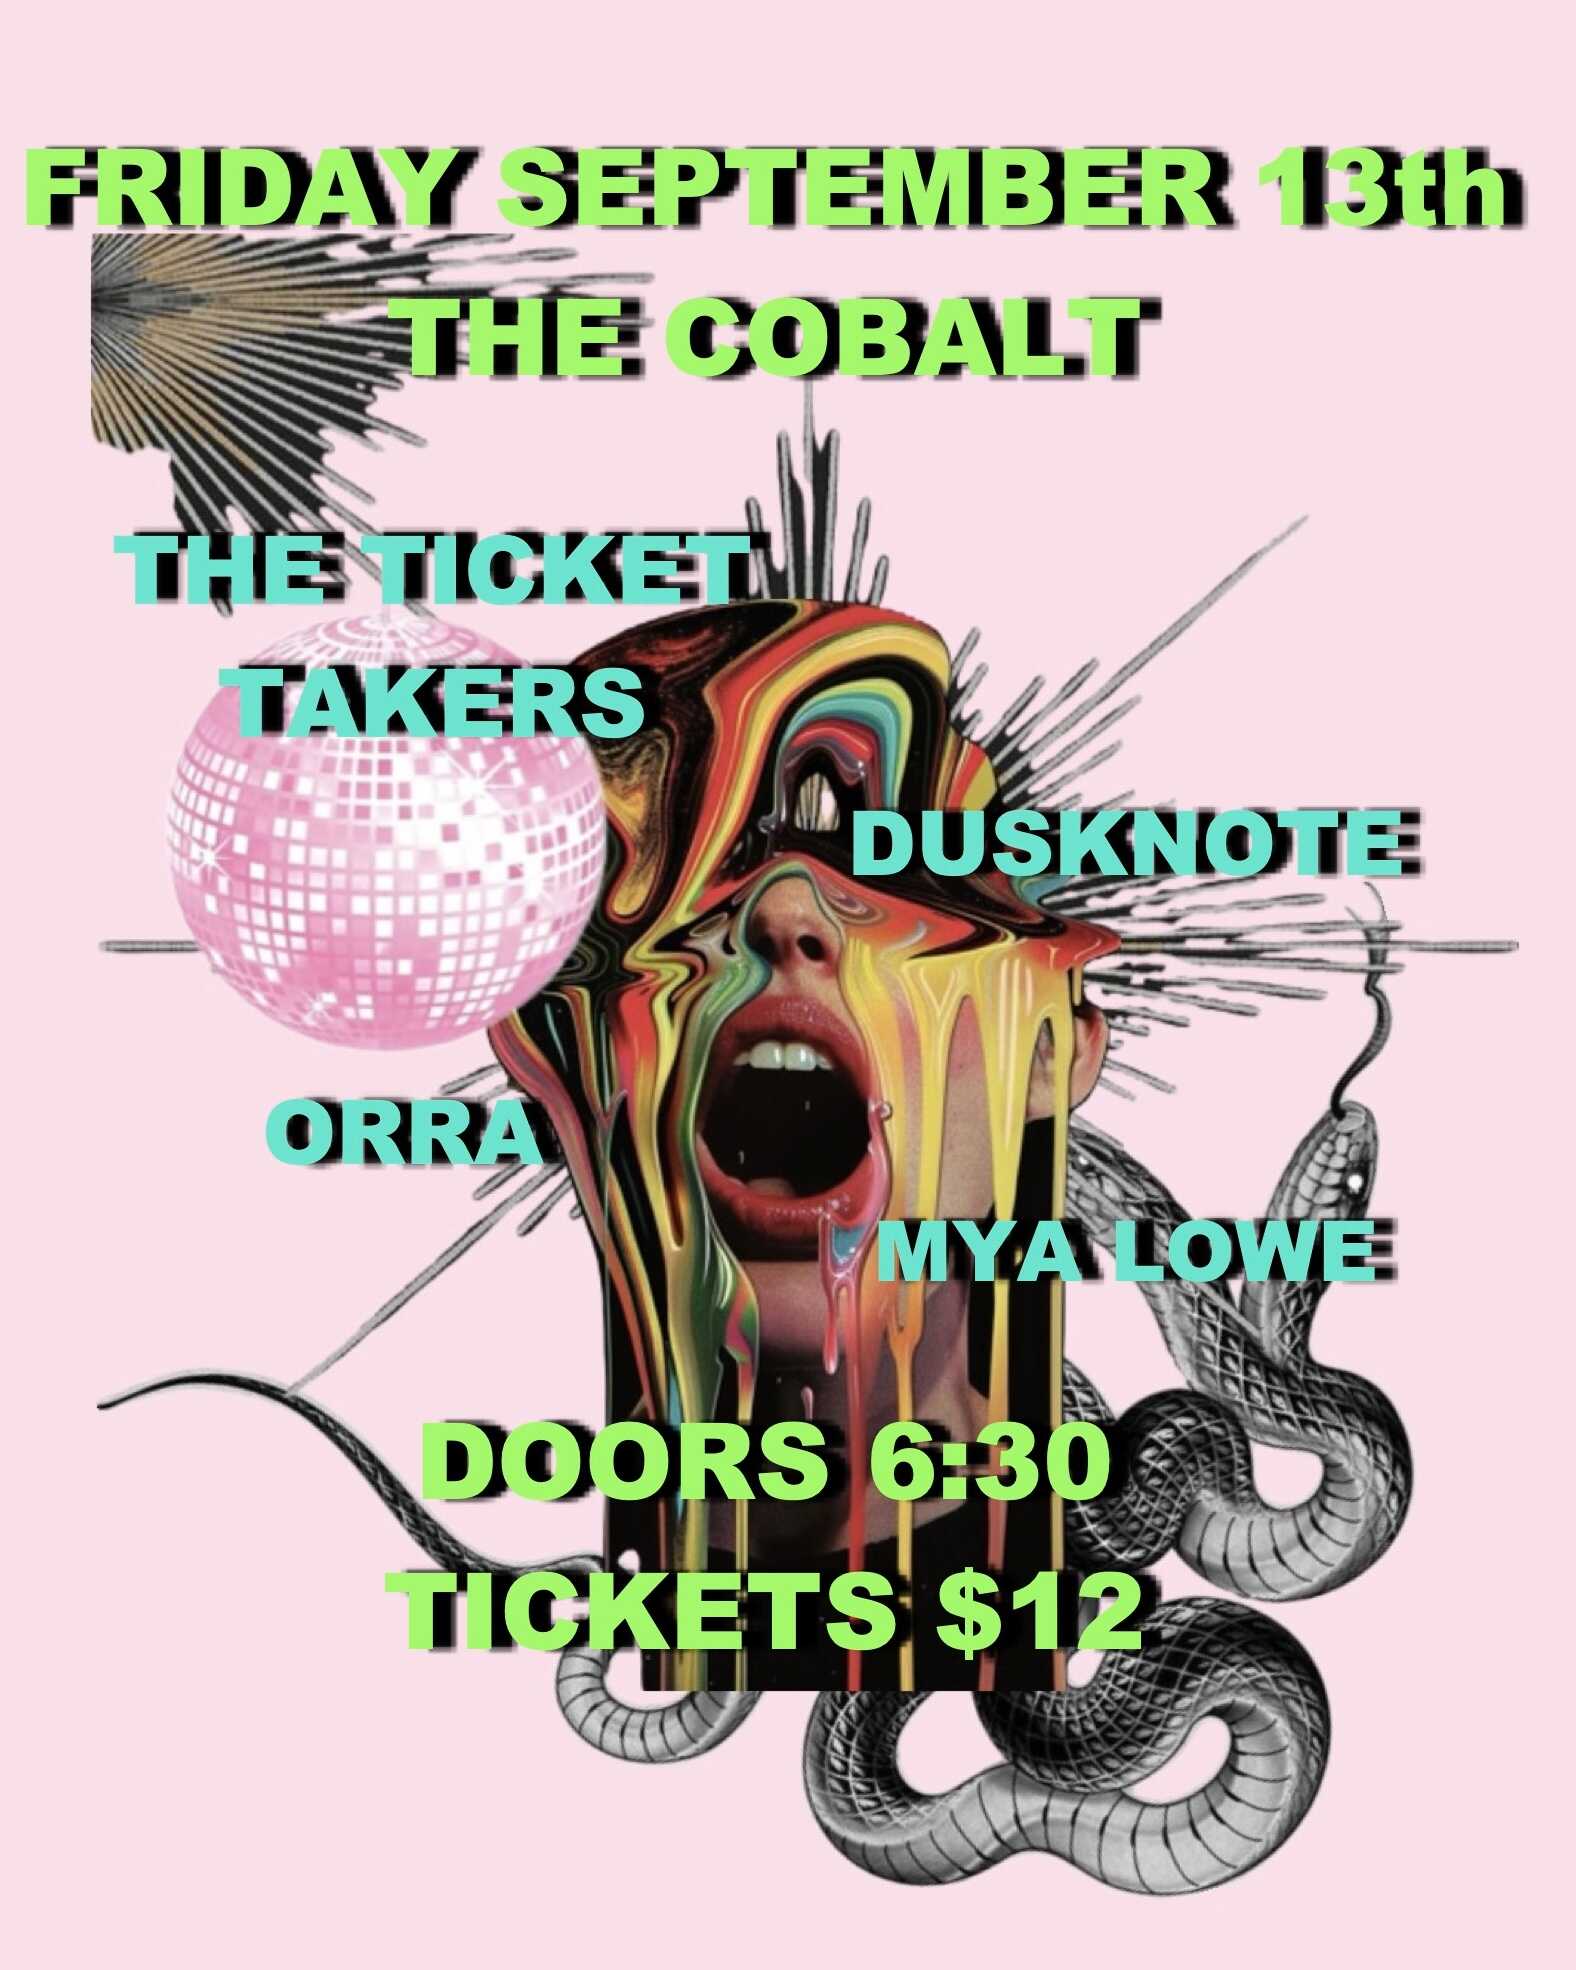 FRIDAY SEPTEMBER 13th
THE COBALT
THE TICKET
TAKERS
DUSKNOTE
ORRA
MYA LOWE
DOORS 6:30
TICKETS $12